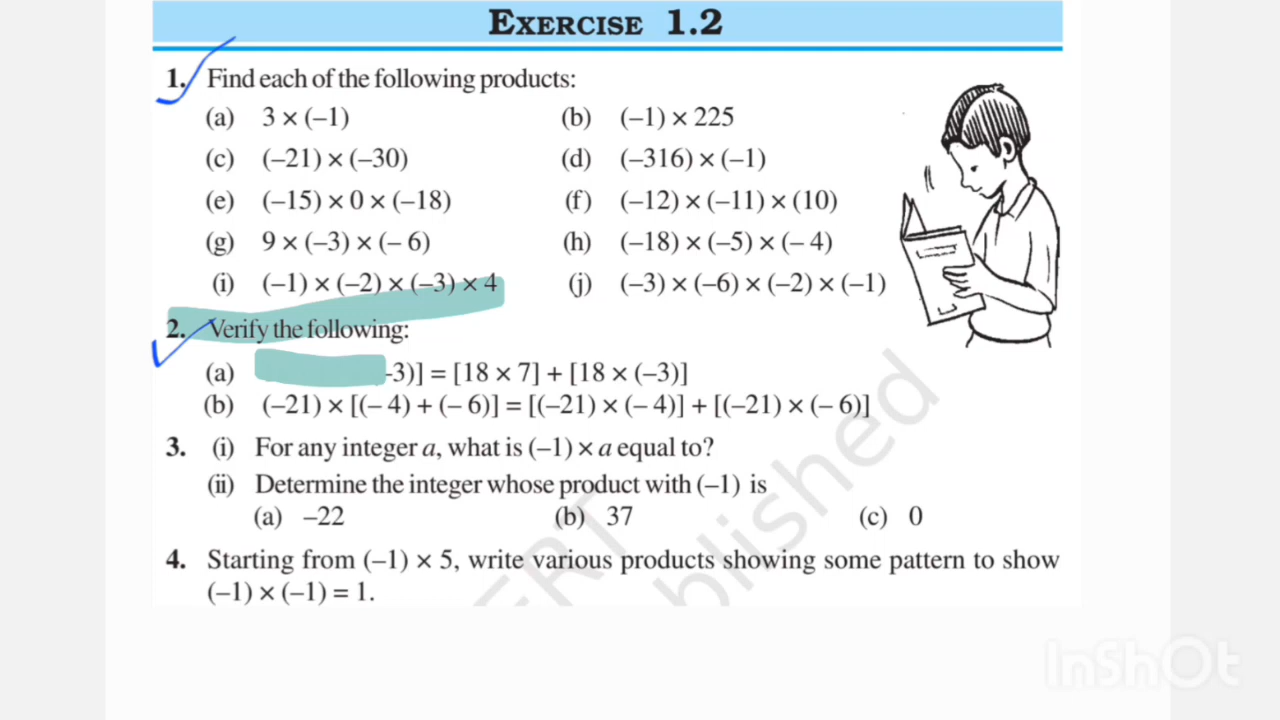 EXERCISE 1.2
1. Find each of the following products:
(a) 3 × (–1) (b) (–1) × 225
(c) (–21) × (–30) (d) (–316) × (–1)
(e) (–15) × 0 × (–18) (f) (–12) × (–11) × (10)
(g) 9 × (–3) × (– 6) (h) (–18) × (–5) × (– 4)
(i) (–1) × (–2) × (–3) × 4 (j) (–3) × (–6) × (–2) × (–1)
2. Verify the following:
(a) -3)] = [18 × 7] + [18 × (–3)]
(b) (–21) × [(– 4) + (– 6)] = [(–21) × (– 4)] + [(–21) × (– 6)]
3. (i) For any integer a, what is (–1) × a equal to?
(ii) Determine the integer whose product with (–1) is
(a) –22 (b) 37 (c) 0
4. Starting from (–1) × 5, write various products showing some pattern to show
(–1) × (–1) = 1.
InShOt